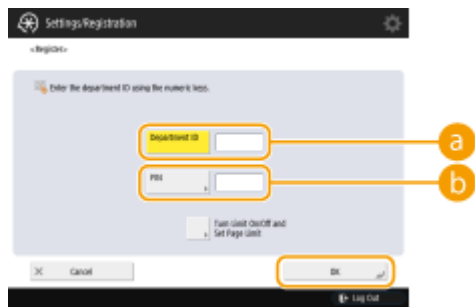 Settings/Registration
<Register>
Enter the department ID using the numeric keys.
Department ID
a
PIN
b
Turn Limit On/Off and
Set Page Limit
Cancel
OK
Log Out